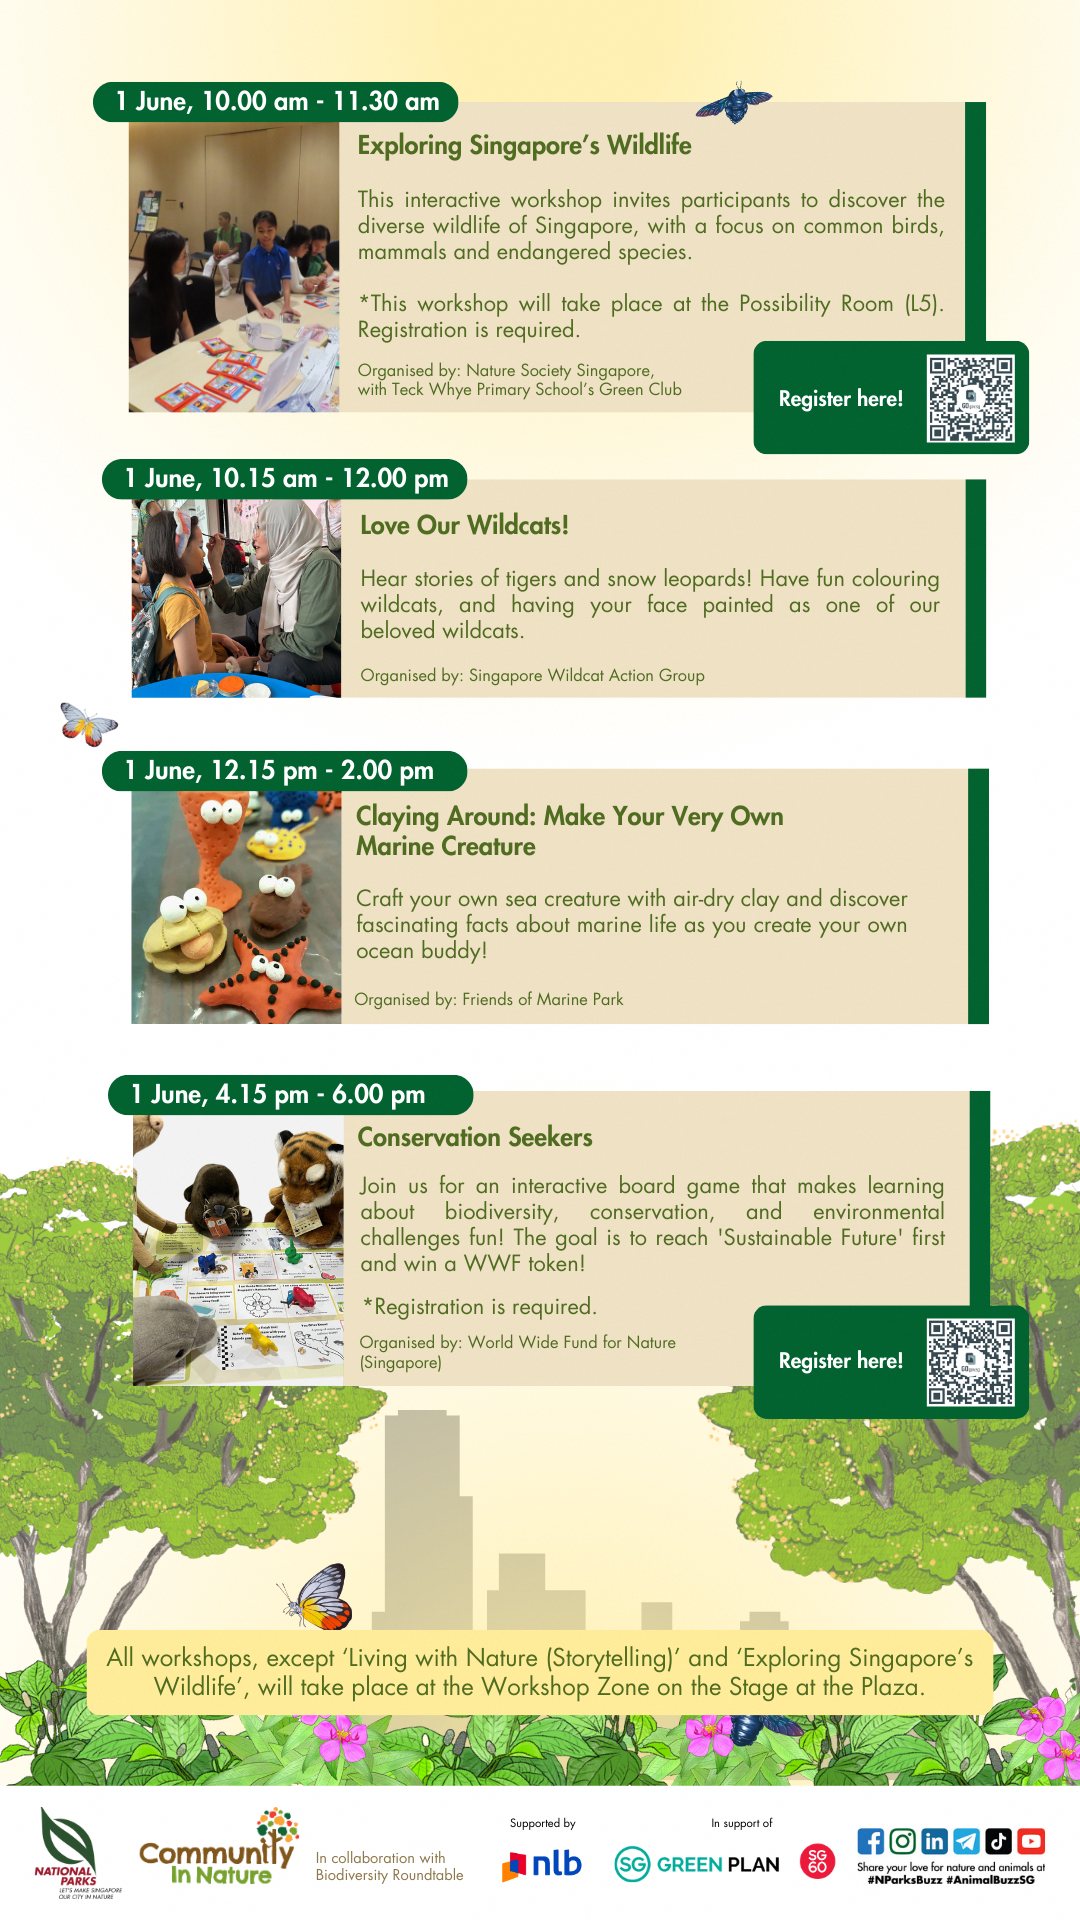 1 June, 10.00 am - 11.30 am
Exploring Singapore's Wildlife
This interactive workshop invites participants to discover the
diverse wildlife of Singapore, with a focus on common birds,
mammals and endangered species.
*This workshop will take place at the Possibility Room (L5).
Registration is required.
Organised by: Nature Society Singapore,
with Teck Whye Primary School's Green Club
Register here!
1 June, 10.15 am - 12.00 pm
Love Our Wildcats!
Hear stories of tigers and snow leopards! Have fun colouring
wildcats, and having your face painted as one of our
beloved wildcats.
Organised by: Singapore Wildcat Action Group
1 June, 12.15 pm - 2.00 pm
Claying Around: Make Your Very Own
Marine Creature
Craft your own sea creature with air-dry clay and discover
fascinating facts about marine life as you create your own
ocean buddy!
Organised by: Friends of Marine Park
1 June, 4.15 pm - 6.00 pm
Conservation Seekers
Join us for an interactive board game that makes learning
about biodiversity, conservation, and environmental
challenges fun! The goal is to reach 'Sustainable Future' first
and win a WWF token!
*Registration is required.
Organised by: World Wide Fund for Nature
(Singapore)
Register here!
All workshops, except 'Living with Nature (Storytelling)' and 'Exploring Singapore's
Wildlife', will take place at the Workshop Zone on the Stage at the Plaza.
NATIONAL
PARKS
LET'S MAKE SINGAPORE
OUR CITY IN NATURE
Community
In Nature
In collaboration with
Biodiversity Roundtable
Supported by
nlb
In support of
SG GREEN PLAN
SG
60
Share your love for nature and animals at
#NParksBuzz #AnimalBuzzSG